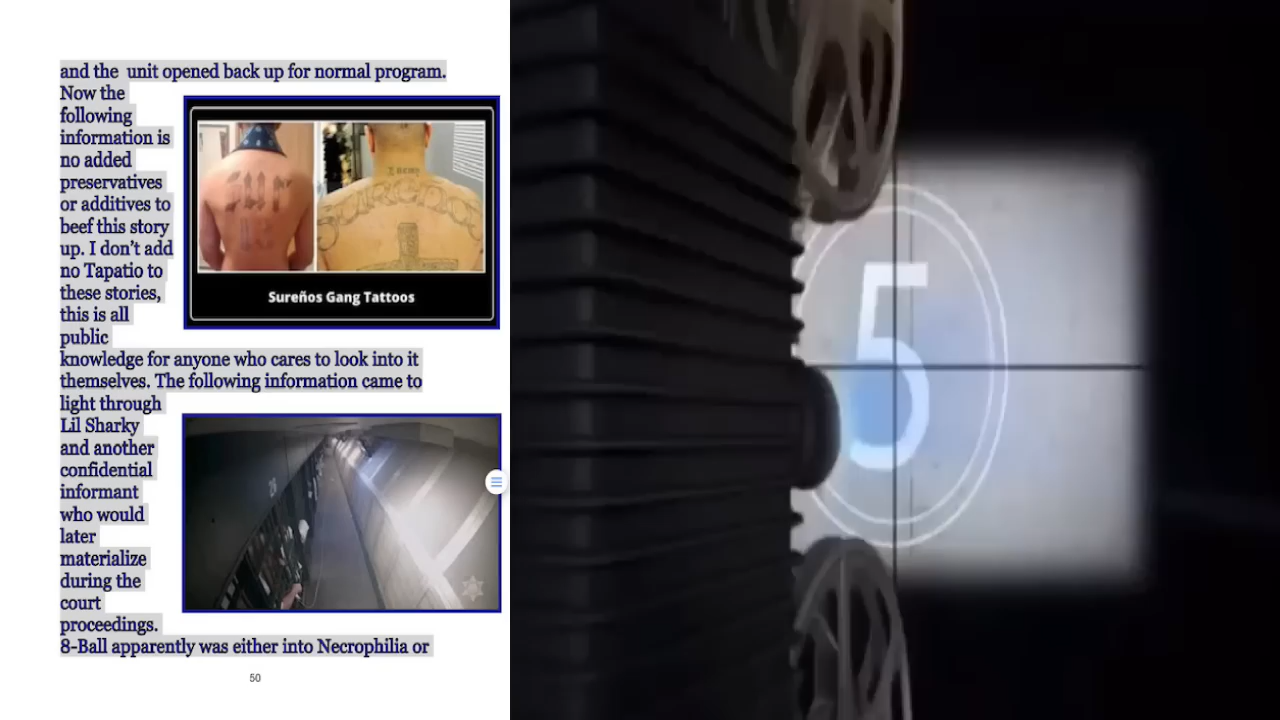 and the  unit opened back up for normal program.
Now the
following
information is
no added
preservatives
or additives to
beef this story
up. I don’t add
no Tapatio to
these stories,
this is all
public
knowledge for anyone who cares to look into it
themselves. The following information came to
light through
Lil Sharky
and another
confidential
informant
who would
later
materialize
during the
court
proceedings.
8-Ball apparently was either into Necrophilia or
50
Sureños Gang Tattoos
5